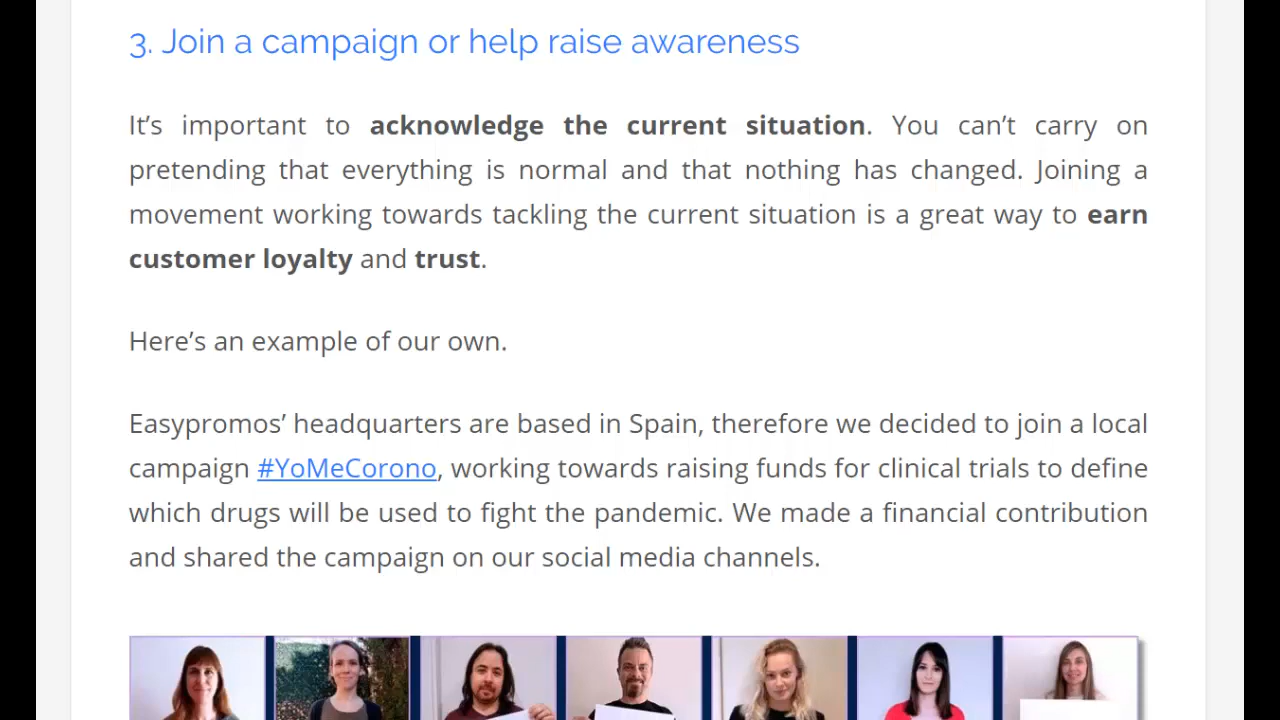 3. Join a campaign or help raise awareness
It’s important to acknowledge the current situation. You can’t carry on
pretending that everything is normal and that nothing has changed. Joining a
movement working towards tackling the current situation is a great way to earn
customer loyalty and trust.
Here’s an example of our own.
Easypromos’ headquarters are based in Spain, therefore we decided to join a local
campaign #YoMeCorono, working towards raising funds for clinical trials to define
which drugs will be used to fight the pandemic. We made a financial contribution
and shared the campaign on our social media channels.